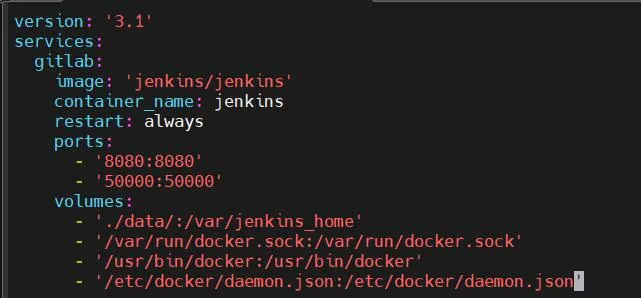 version: '3.1'
services:
  gitlab:
    image: 'jenkins/jenkins'
    container_name: jenkins
    restart: always
    ports:
      - '8080:8080'
      - '50000:50000'
    volumes:
      - './data/:/var/jenkins_home'
      - '/var/run/docker.sock:/var/run/docker.sock'
      - '/usr/bin/docker:/usr/bin/docker'
      - '/etc/docker/daemon.json:/etc/docker/daemon.json'